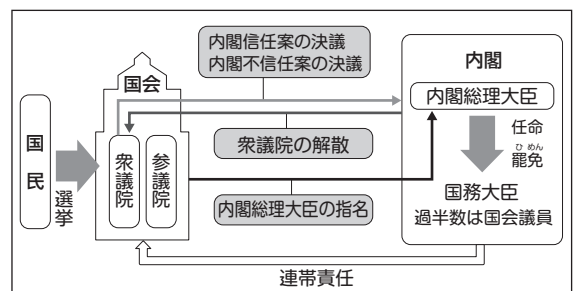 内閣信任案の決議
内閣不信任案の決議
国会
内閣
内閣総理大臣
国民
選挙
衆議院
参議院
衆議院の解散
任命
ひめん
罷免
国務大臣
過半数は国会議員
内閣総理大臣の指名
連帯責任